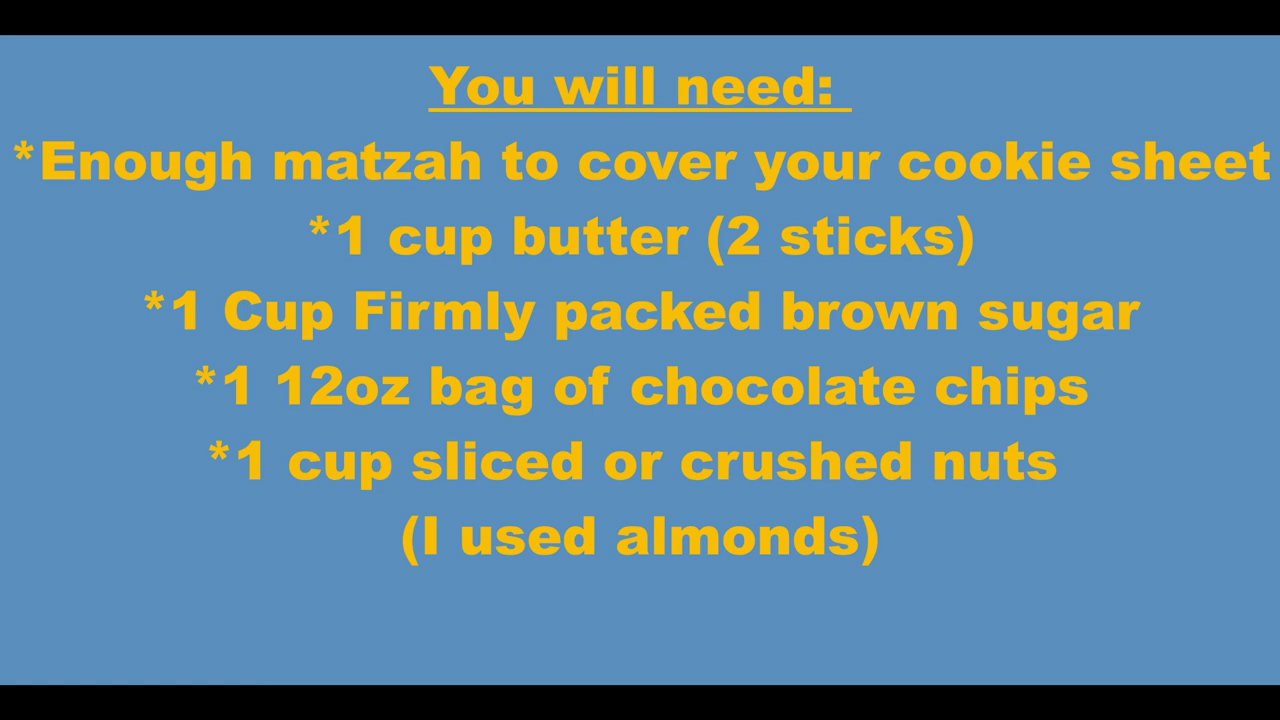 You will need:
*Enough matzah to cover your cookie sheet
*1 cup butter (2 sticks)
*1 Cup Firmly packed brown sugar
*1 12oz bag of chocolate chips
*1 cup sliced or crushed nuts
(I used almonds)